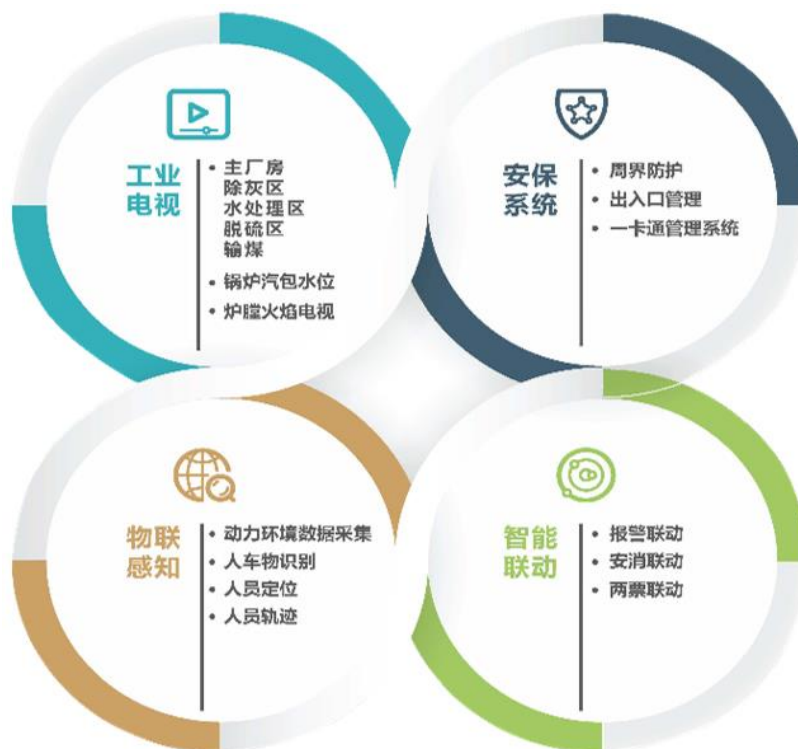 工业
电视
• 主厂房
除灰区
水处理区
脱硫区
输煤
• 锅炉汽包水位
• 炉膛火焰电视
安保
系统
• 周界防护
• 出入口管理
• 一卡通管理系统
物联
感知
• 动力环境数据采集
• 人车物识别
• 人员定位
• 人员轨迹
智能
联动
• 报警联动
• 安消联动
• 两票联动